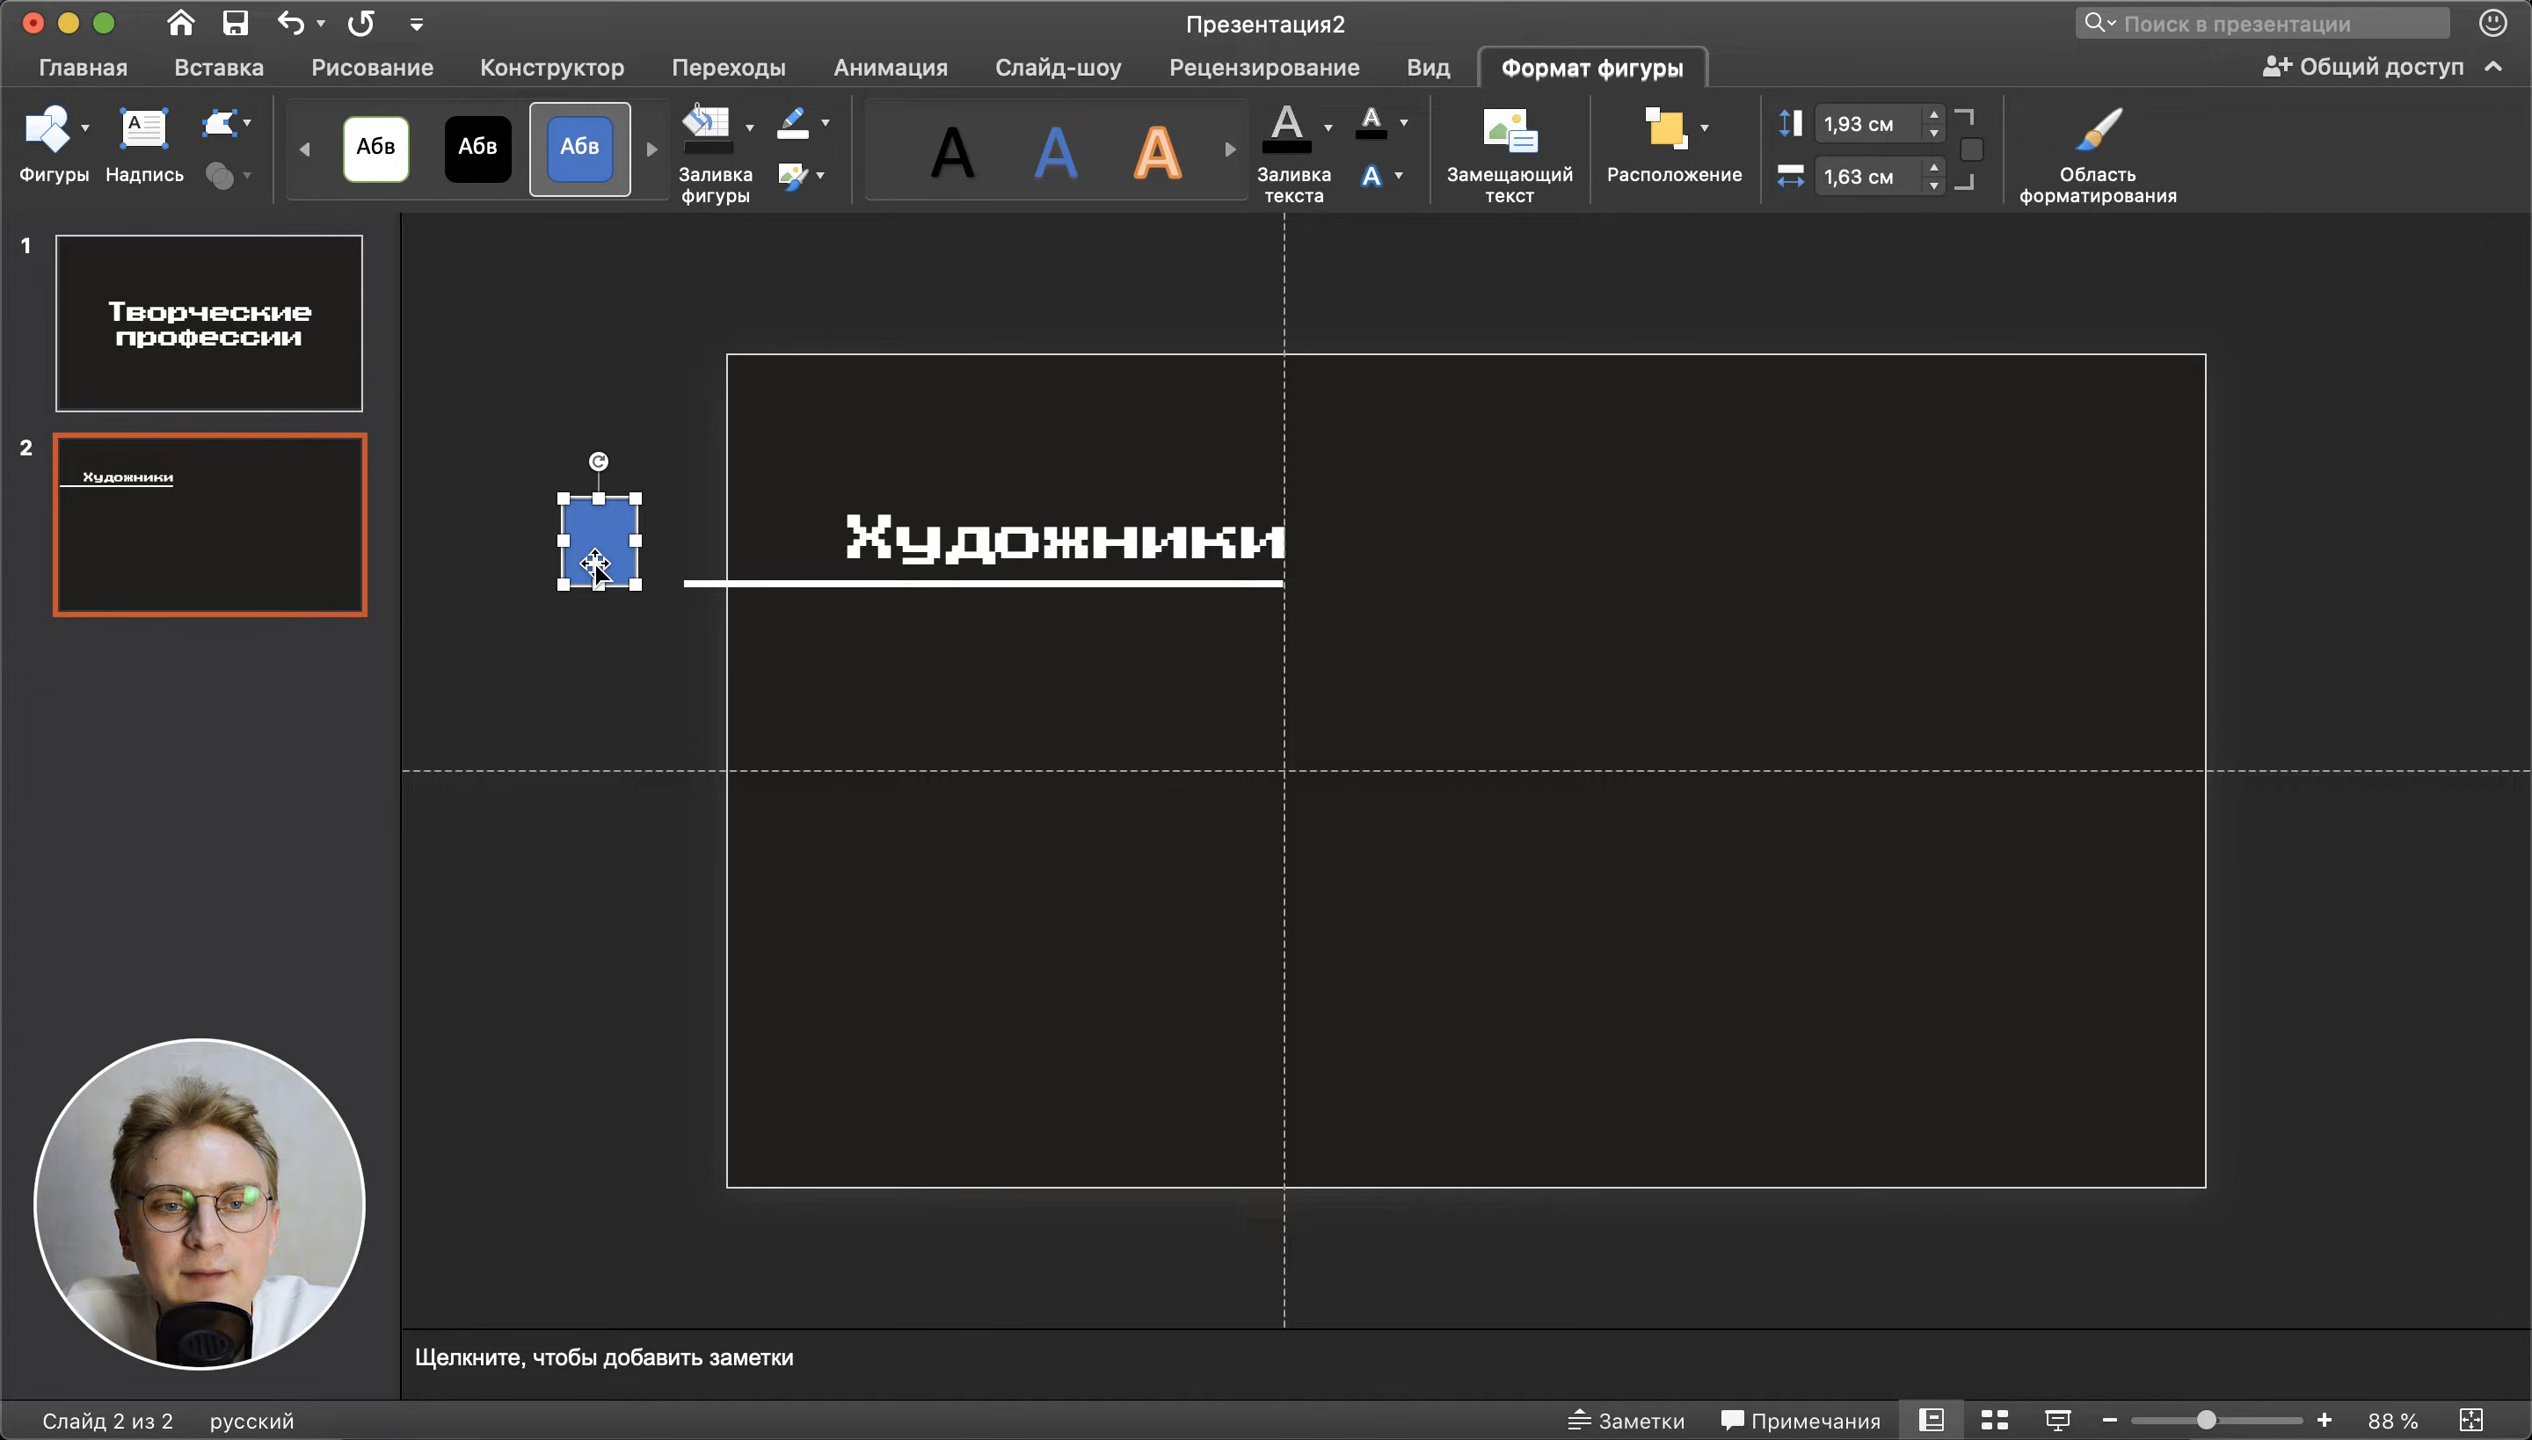 Презентация2
Поиск в презентации
Главная
Вставка
Рисование
Конструктор
Переходы
Анимация
Слайд-шоу
Рецензирование
Вид
Формат фигуры
Общий доступ
Фигуры
A
Надпись
Абв
Абв
Абв
Заливка
фигуры
A
A
A
A
Заливка
текста
A
A
Замещающий
текст
Расположение
1,93 см
1,63 см
Область
форматирования
1
Творческие
профессии
2
Художники
Художники
Щелкните, чтобы добавить заметки
Слайд 2 из 2
русский
Заметки
Примечания
88 %